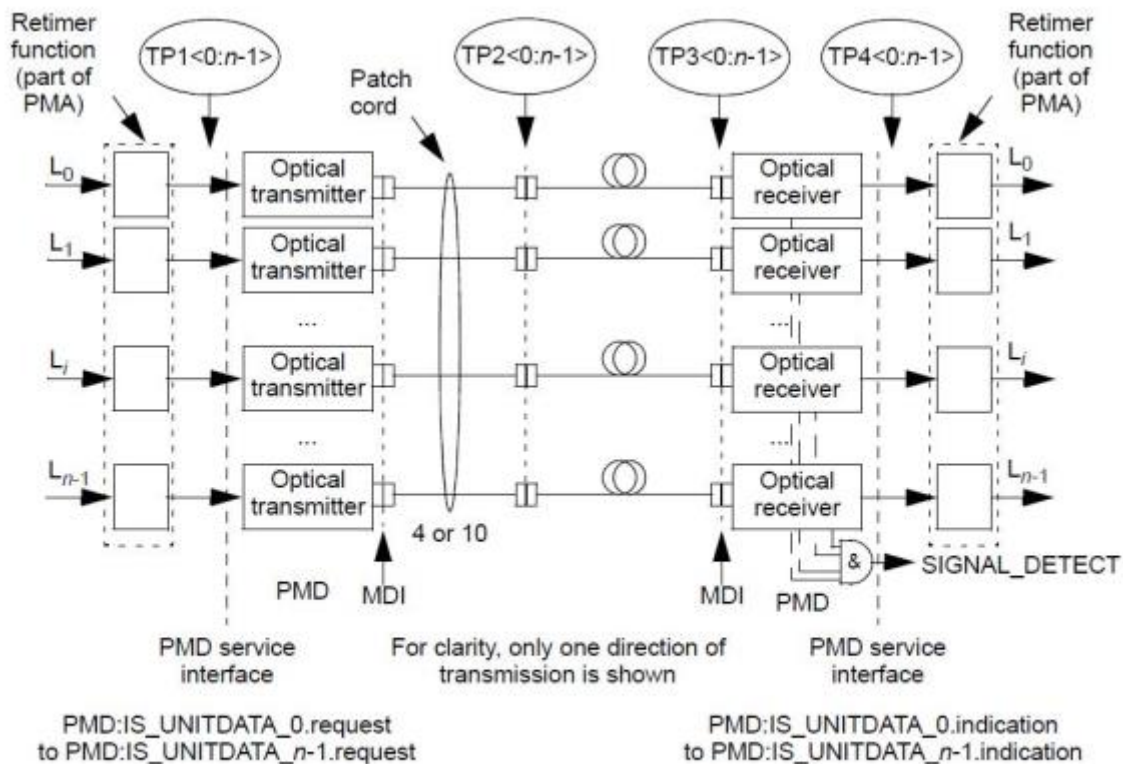 Retimer
function
(part of
PMA)
TP1<0:n-1>
Patch
cord
TP2<0:n-1>
TP3<0:n-1>
TP4<0:n-1>
Retimer
function
(part of
PMA)
L0
Optical
transmitter
Optical
receiver
L0
L1
Optical
transmitter
Optical
receiver
L1
...
...
Li
Optical
transmitter
Optical
receiver
Li
...
...
Ln-1
Optical
transmitter
Optical
receiver
Ln-1
4 or 10
&
SIGNAL_DETECT
PMD
MDI
MDI
PMD
PMD service
interface
For clarity, only one direction of
transmission is shown
PMD service
interface
PMD:IS_UNITDATA_0.request
to PMD:IS_UNITDATA_n-1.request
PMD:IS_UNITDATA_0.indication
to PMD:IS_UNITDATA_n-1.indication